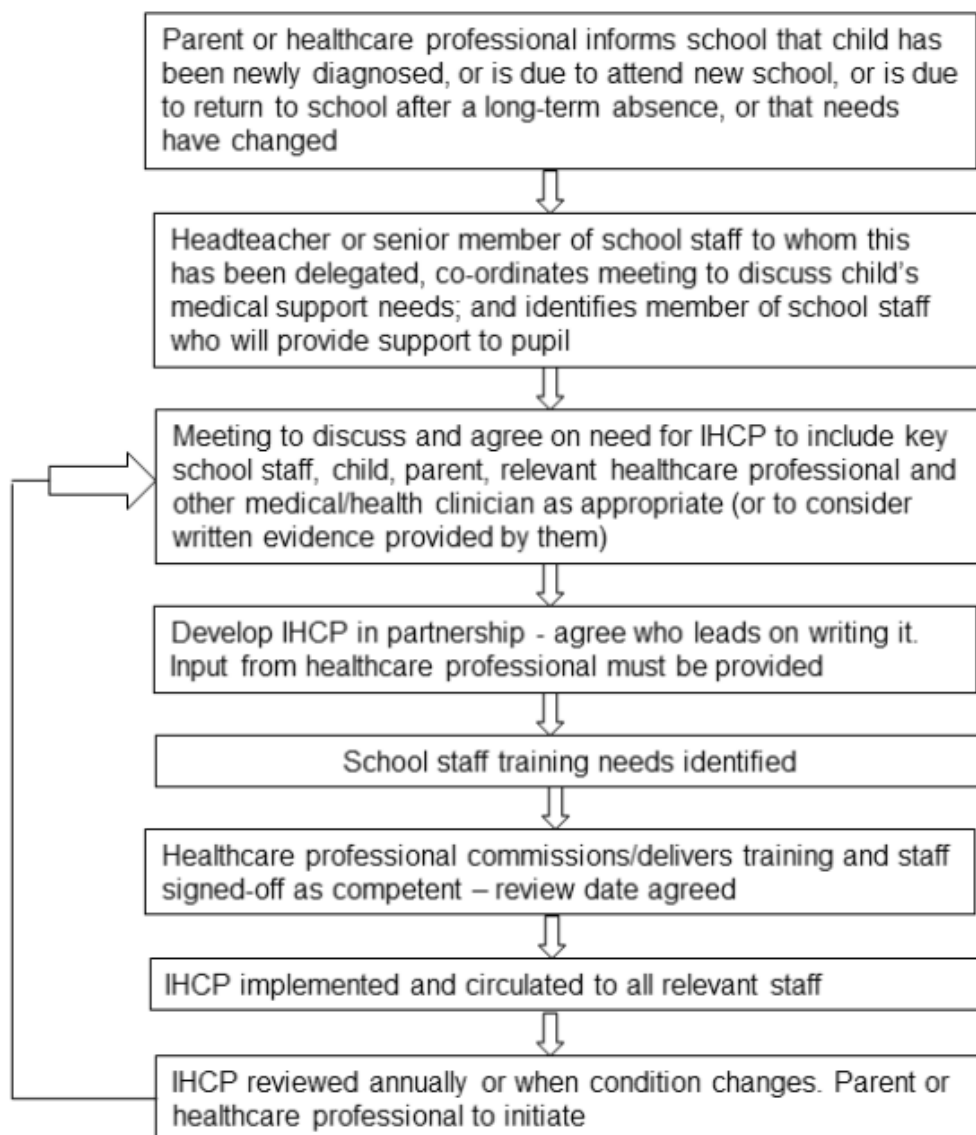 Parent or healthcare professional informs school that child has
been newly diagnosed, or is due to attend new school, or is due
to return to school after a long-term absence, or that needs
have changed
Headteacher or senior member of school staff to whom this
has been delegated, co-ordinates meeting to discuss child's
medical support needs; and identifies member of school staff
who will provide support to pupil
Meeting to discuss and agree on need for IHCP to include key
school staff, child, parent, relevant healthcare professional and
other medical/health clinician as appropriate (or to consider
written evidence provided by them)
Develop IHCP in partnership - agree who leads on writing it.
Input from healthcare professional must be provided
School staff training needs identified
Healthcare professional commissions/delivers training and staff
signed-off as competent – review date agreed
IHCP implemented and circulated to all relevant staff
IHCP reviewed annually or when condition changes. Parent or
healthcare professional to initiate